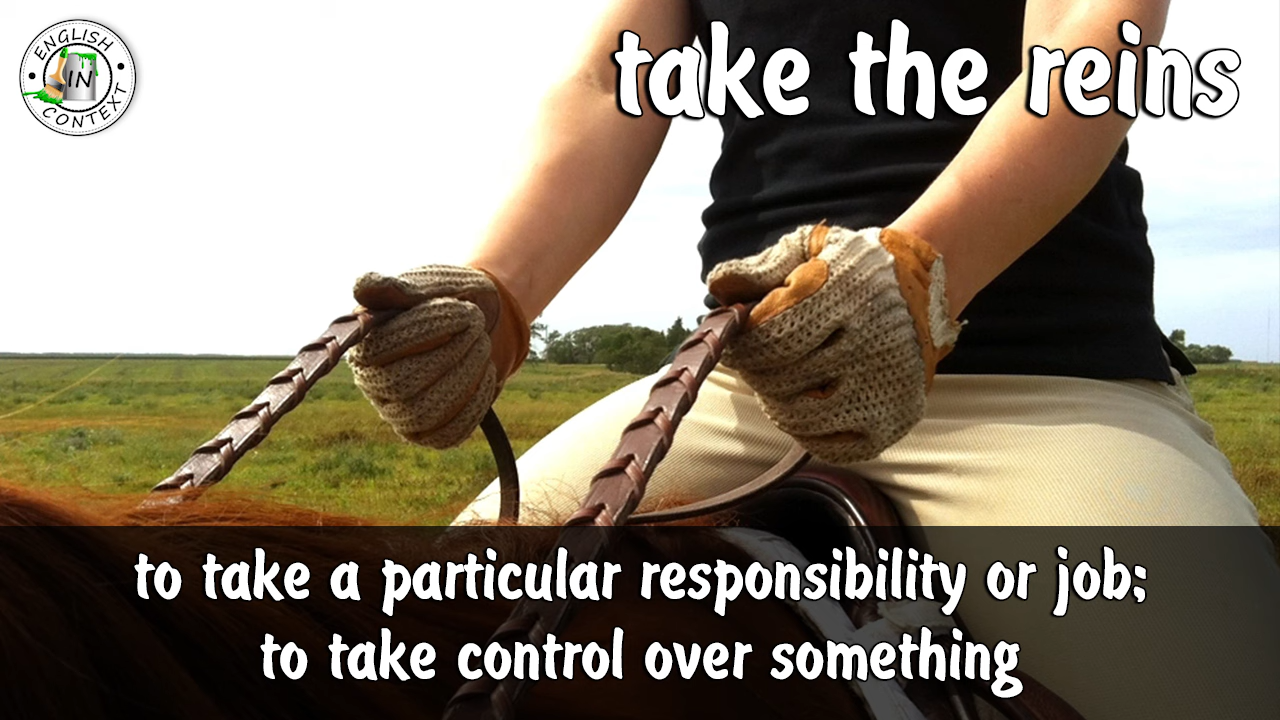 ENGLISH
IN
CONTEXT
take the reins
to take a particular responsibility or job;
to take control over something